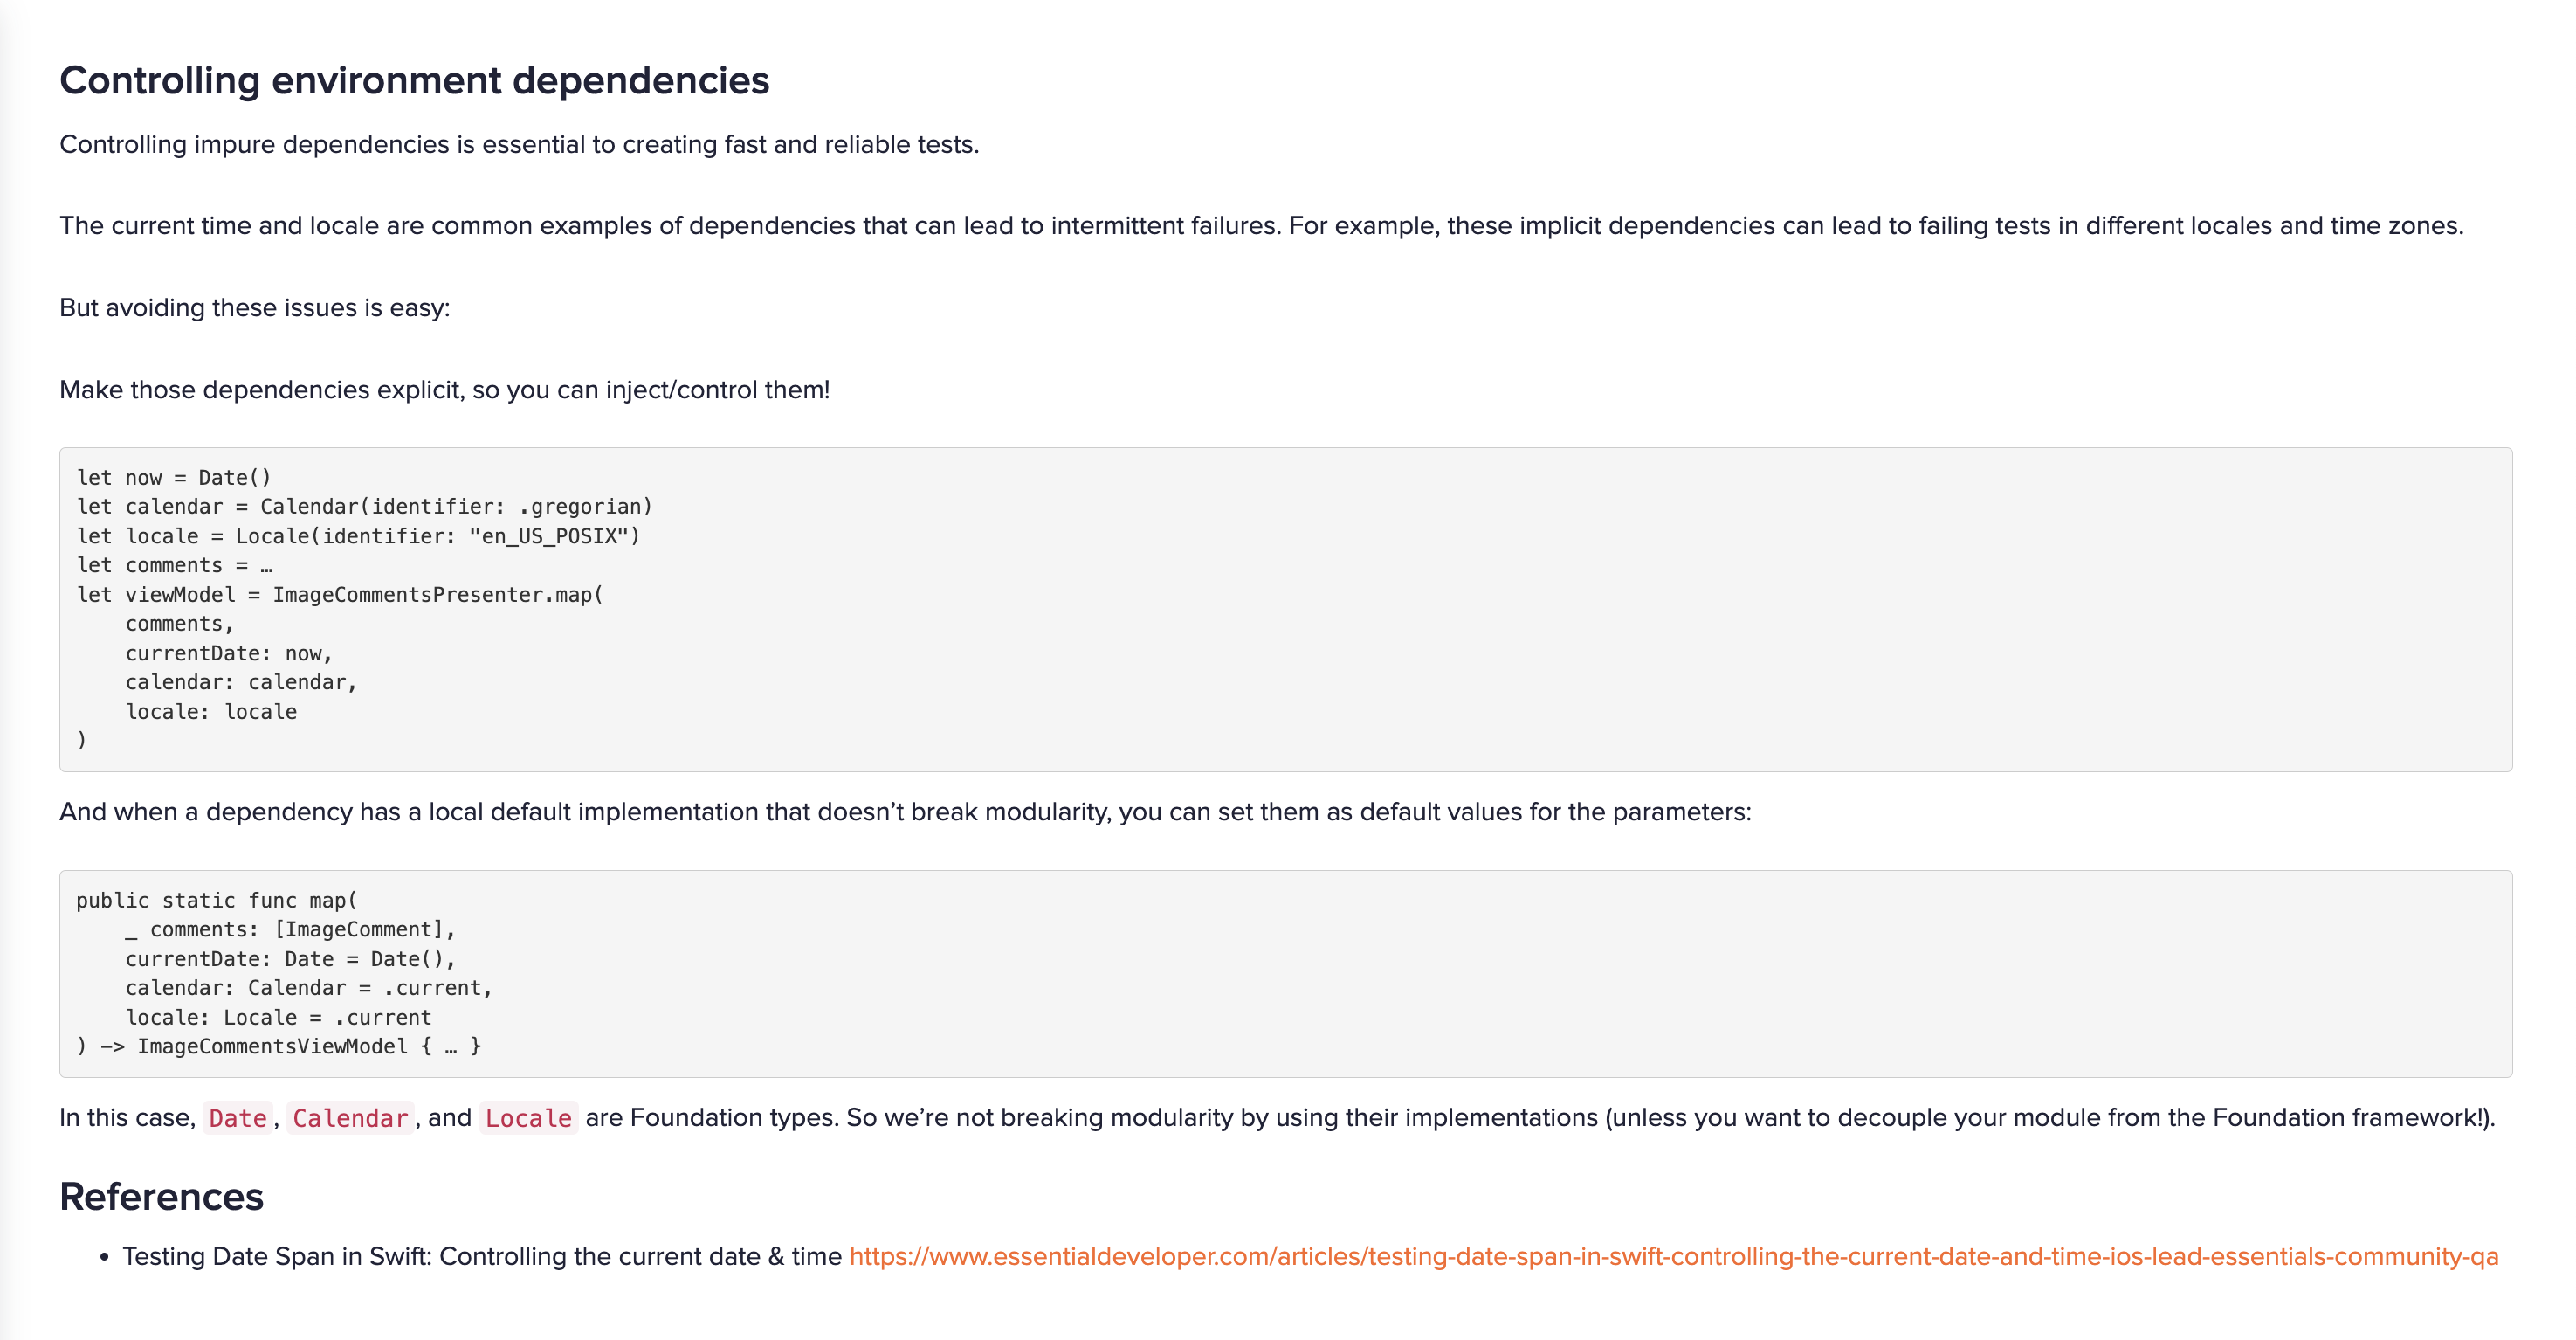 Controlling environment dependencies
Controlling impure dependencies is essential to creating fast and reliable tests.
The current time and locale are common examples of dependencies that can lead to intermittent failures. For example, these implicit dependencies can lead to failing tests in different locales and time zones.
But avoiding these issues is easy:
Make those dependencies explicit, so you can inject/control them!
let now = Date()
let calendar = Calendar(identifier: .gregorian)
let locale = Locale(identifier: "en_US_POSIX")
let comments = …
let viewModel = ImageCommentsPresenter.map(
    comments,
    currentDate: now,
    calendar: calendar,
    locale: locale
)
And when a dependency has a local default implementation that doesn’t break modularity, you can set them as default values for the parameters:
public static func map(
    _ comments: [ImageComment],
    currentDate: Date = Date(),
    calendar: Calendar = .current,
    locale: Locale = .current
) -> ImageCommentsViewModel { … }
In this case, Date, Calendar, and Locale are Foundation types. So we’re not breaking modularity by using their implementations (unless you want to decouple your module from the Foundation framework!).
References
• Testing Date Span in Swift: Controlling the current date & time https://www.essentialdeveloper.com/articles/testing-date-span-in-swift-controlling-the-current-date-and-time-ios-lead-essentials-community-qa